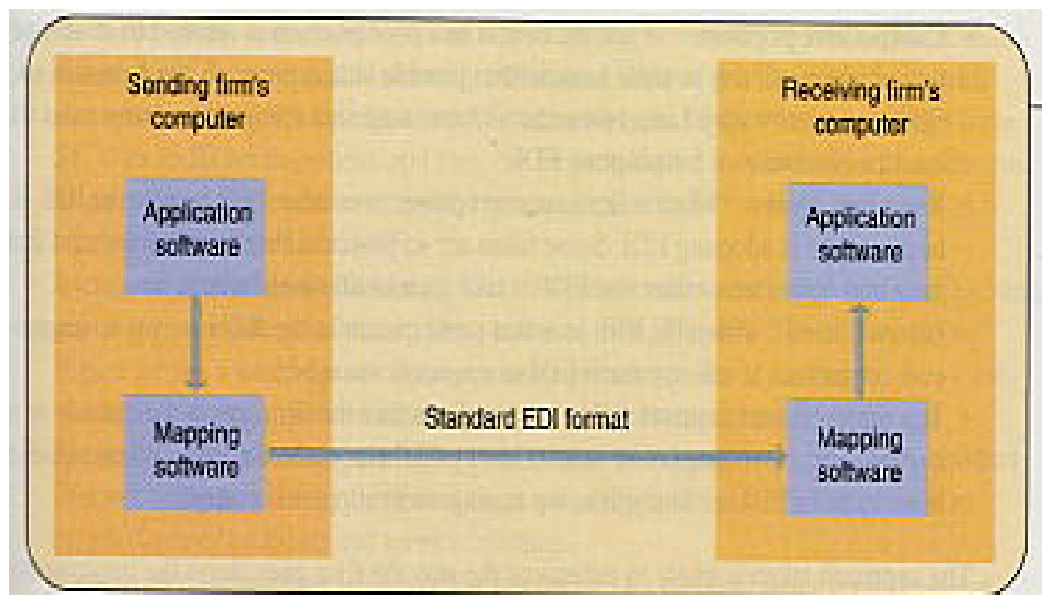 Sending firm's
computer
Application
software
Mapping
software
Standard EDI format
Receiving firm's
computer
Application
software
Mapping
software